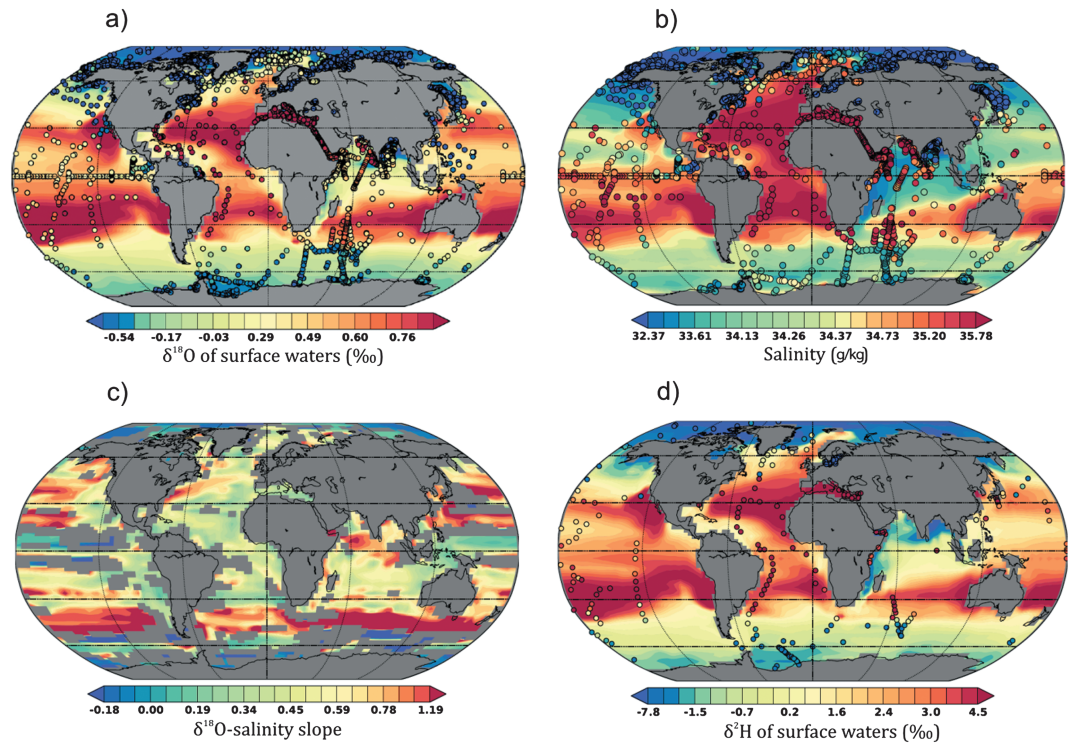 a)
b)
-0.54 -0.17 -0.03 0.29 0.49 0.60 0.76
δ¹⁸O of surface waters (‰)
32.37 33.61 34.13 34.26 34.37 34.73 35.20 35.78
Salinity (g/kg)
c)
d)
-0.18 0.00 0.19 0.34 0.45 0.59 0.78 1.19
δ¹⁸O-salinity slope
-7.8 -1.5 -0.7 0.2 1.6 2.4 3.0 4.5
δ²H of surface waters (‰)